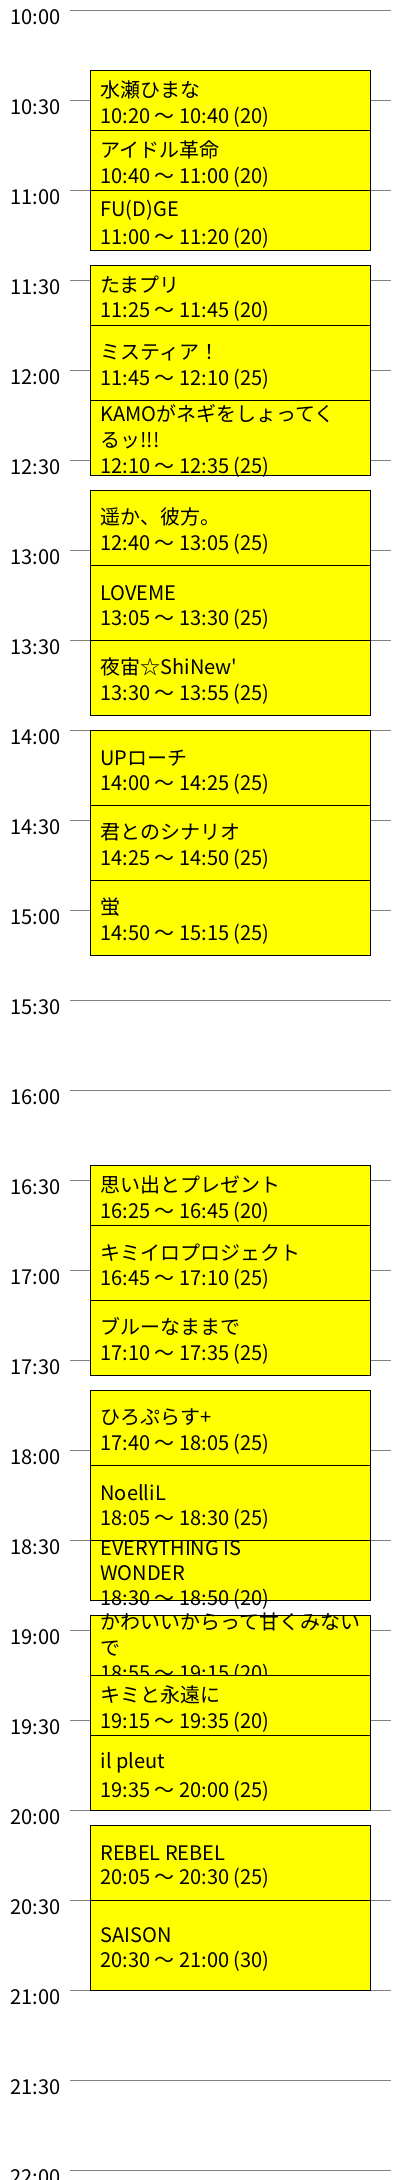 10:00
水瀬ひまな
10:20 〜 10:40 (20)
10:30
アイドル革命
10:40 〜 11:00 (20)
11:00
FU(D)GE
11:00 〜 11:20 (20)
11:30
たまプリ
11:25 〜 11:45 (20)
ミスティア！
11:45 〜 12:10 (25)
12:00
KAMOがネギをしょってく
るッ!!!
12:10 〜 12:35 (25)
12:30
遥か、彼方。
12:40 〜 13:05 (25)
13:00
LOVEME
13:05 〜 13:30 (25)
13:30
夜宙☆ShiNew'
13:30 〜 13:55 (25)
14:00
UPローチ
14:00 〜 14:25 (25)
14:30
君とのシナリオ
14:25 〜 14:50 (25)
蛍
14:50 〜 15:15 (25)
15:00
15:30
16:00
16:30
思い出とプレゼント
16:25 〜 16:45 (20)
キミイロプロジェクト
16:45 〜 17:10 (25)
17:00
ブルーなままで
17:10 〜 17:35 (25)
17:30
ひろぷらす+
17:40 〜 18:05 (25)
18:00
NoelliL
18:05 〜 18:30 (25)
18:30
EVERYTHING IS
WONDER
18:30 〜 18:50 (20)
かわいいからって甘くみない
で
18:55 〜 19:15 (20)
19:00
キミと永遠に
19:15 〜 19:35 (20)
19:30
il pleut
19:35 〜 20:00 (25)
20:00
REBEL REBEL
20:05 〜 20:30 (25)
20:30
SAISON
20:30 〜 21:00 (30)
21:00
21:30
22:00